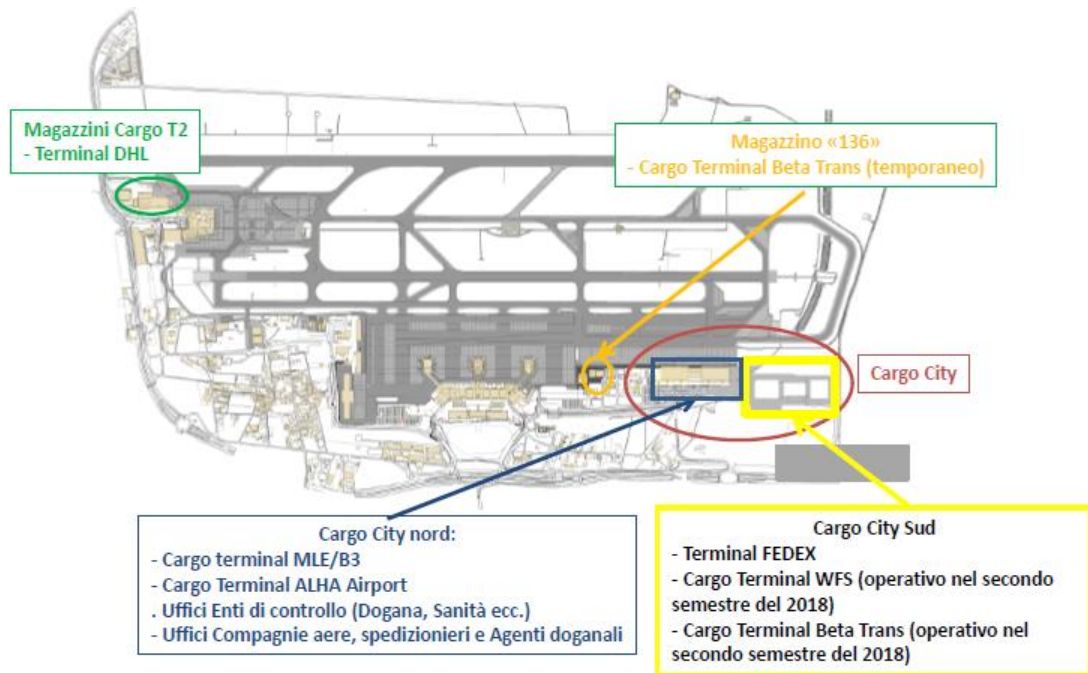 Magazzini Cargo T2
- Terminal DHL
Magazzino «136»
- Cargo Terminal Beta Trans (temporaneo)
Cargo City
Cargo City nord:
- Cargo terminal MLE/B3
- Cargo Terminal ALHA Airport
. Uffici Enti di controllo (Dogana, Sanità ecc.)
- Uffici Compagnie aeree, spedizionieri e Agenti doganali
Cargo City Sud
- Terminal FEDEX
- Cargo Terminal WFS (operativo nel secondo
semestre del 2018)
- Cargo Terminal Beta Trans (operativo nel
secondo semestre del 2018)